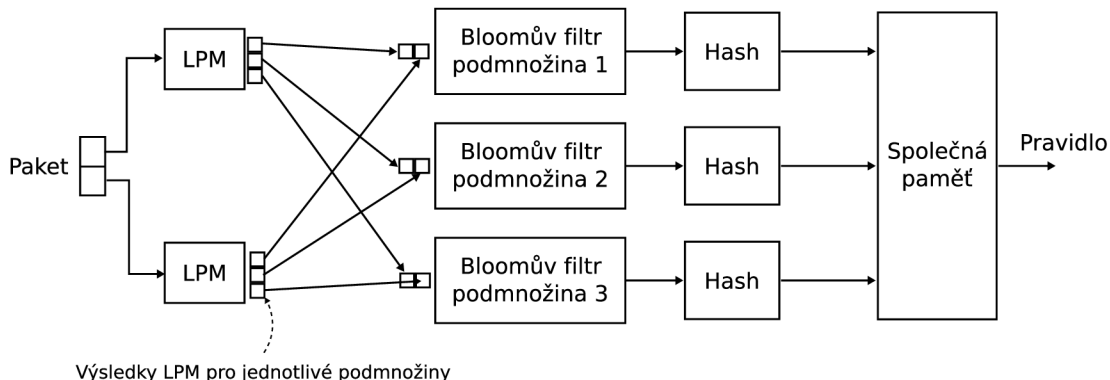 Paket
LPM
LPM
Výsledky LPM pro jednotlivé podmnožiny
Bloomův filtr
podmnožina 1
Hash
Bloomův filtr
podmnožina 2
Hash
Bloomův filtr
podmnožina 3
Hash
Společná
paměť
Pravidlo